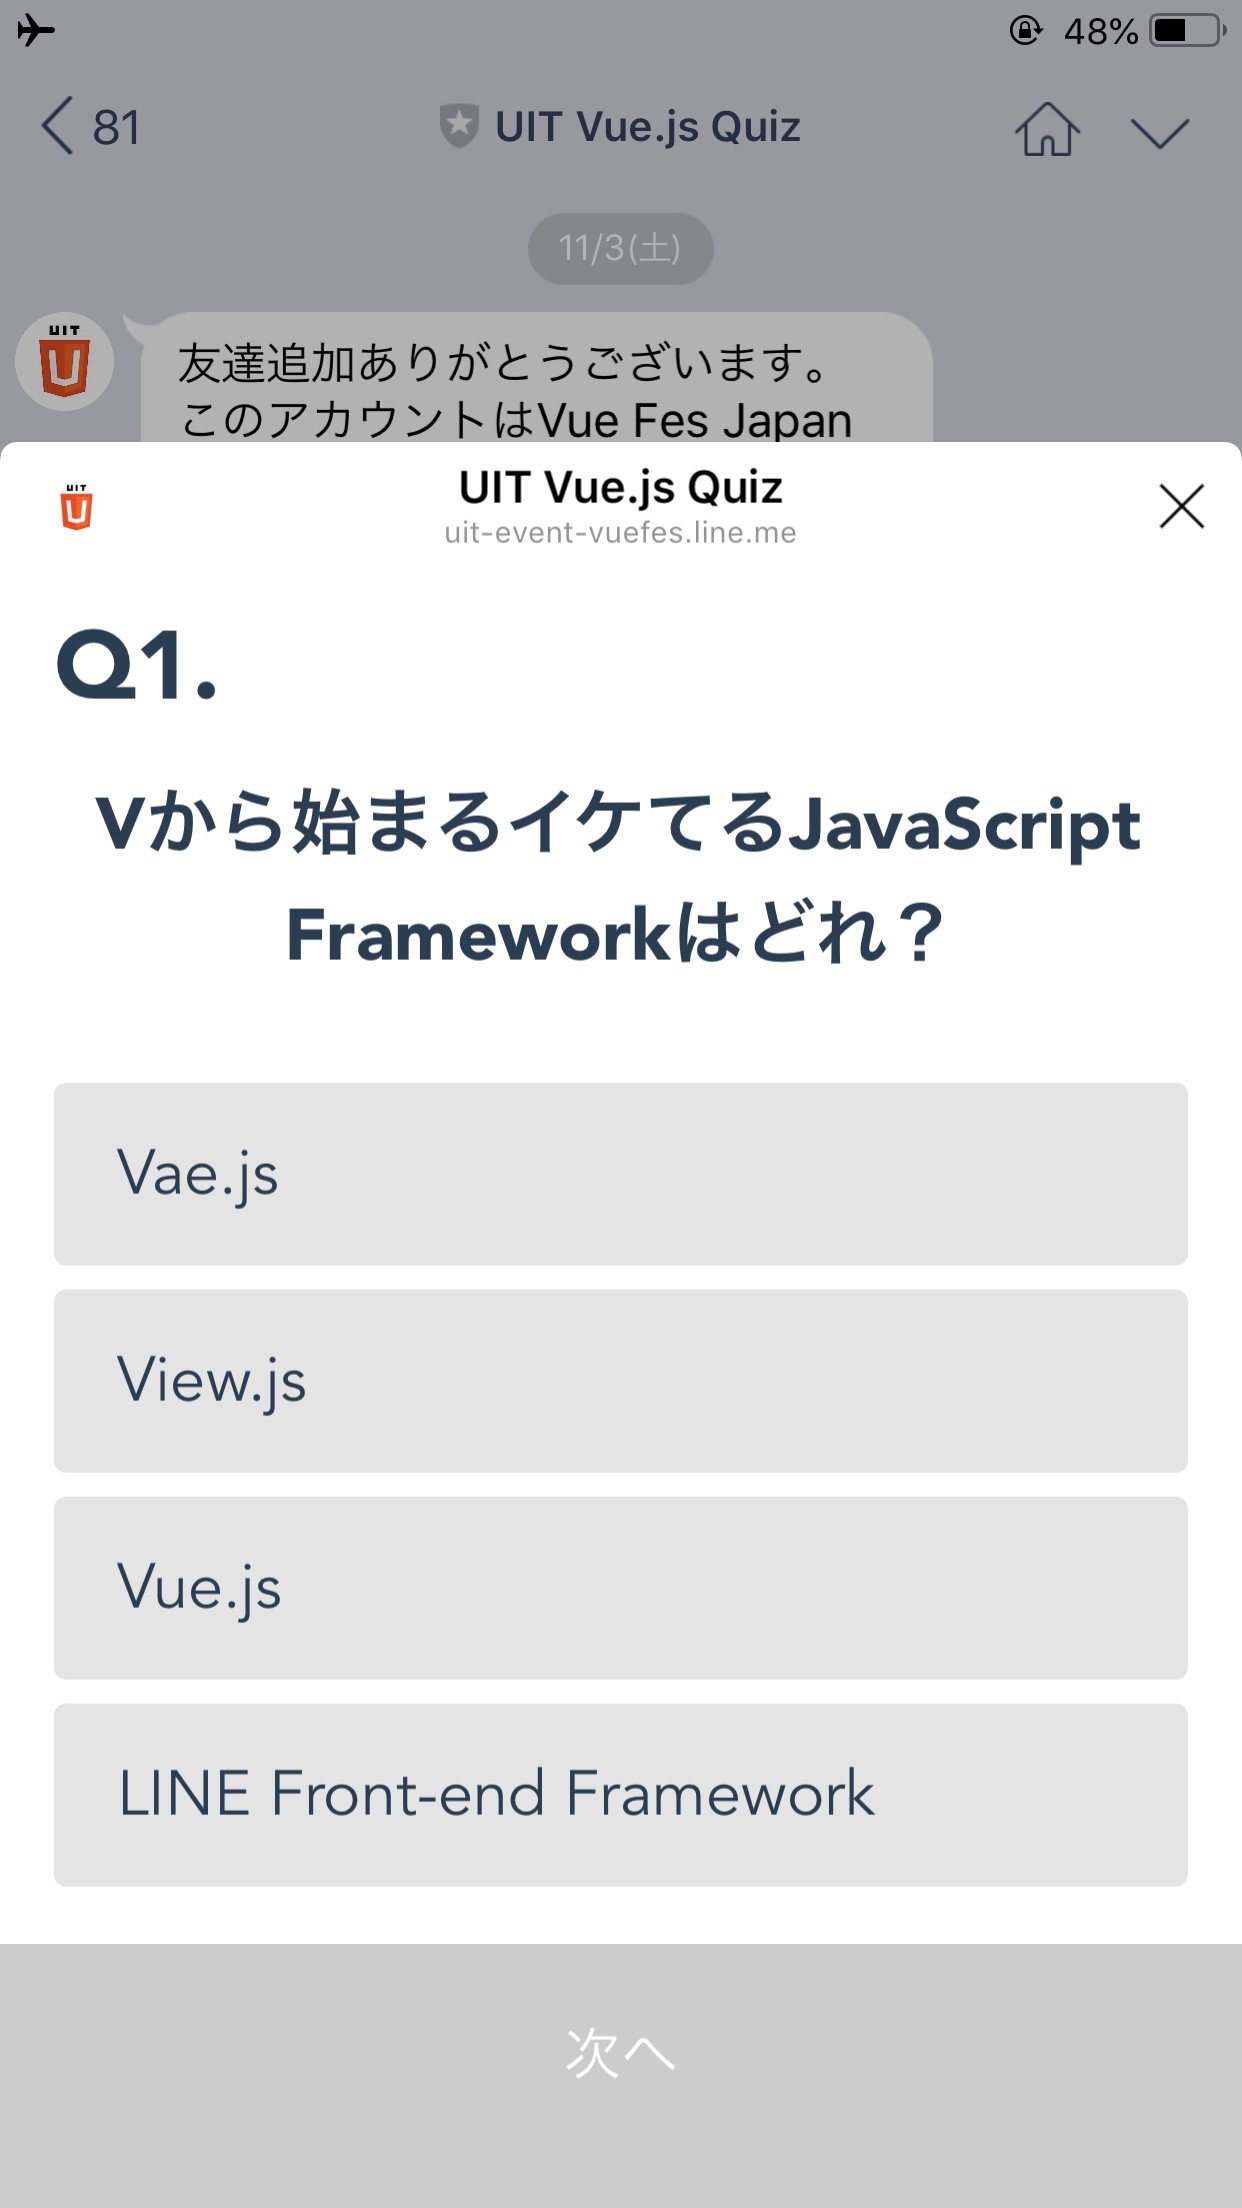 48%
81
UIT Vue.js Quiz
11/3(土)
UIT
友達追加ありがとうございます。
このアカウントはVue Fes Japan
UIT
UIT Vue.js Quiz
uit-event-vuefes.line.me
Q1.
Vから始まるイケてるJavaScript
Frameworkはどれ？
Vae.js
View.js
Vue.js
LINE Front-end Framework
次へ